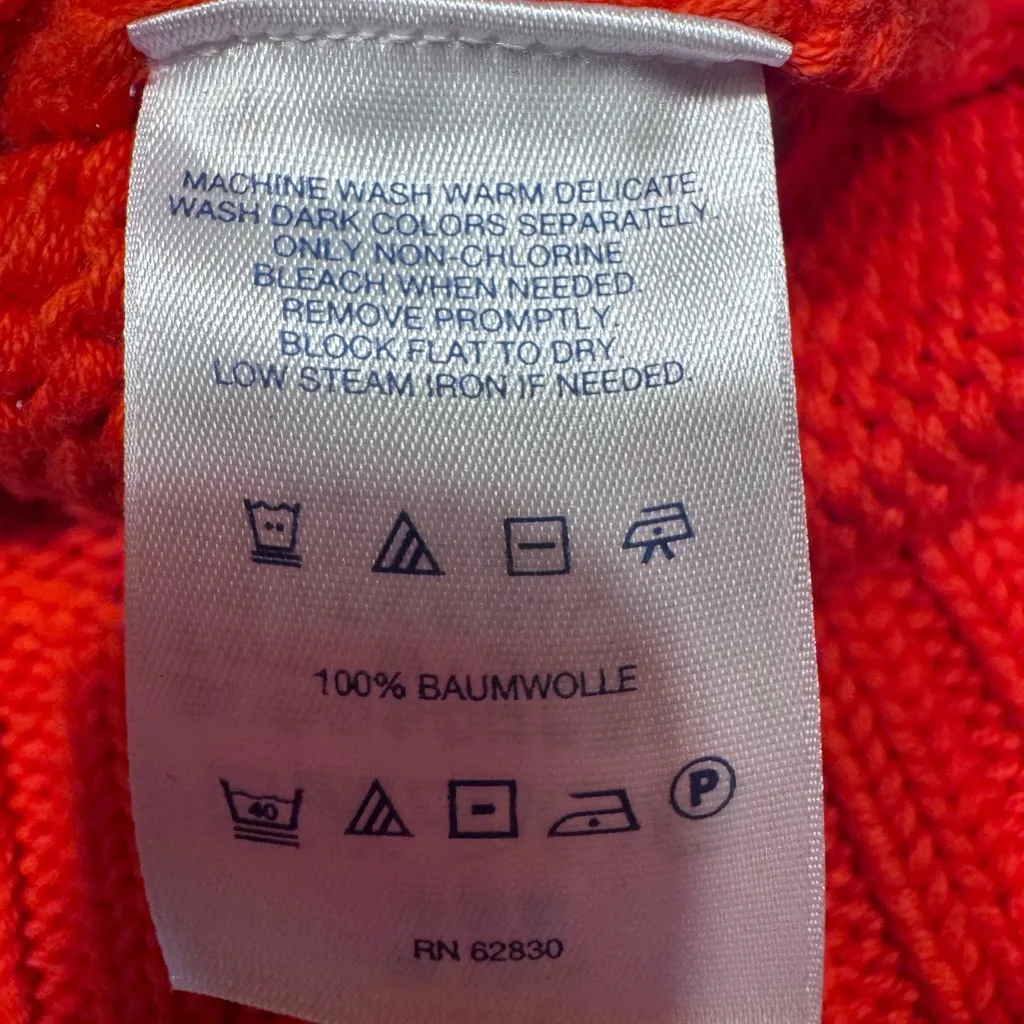 MACHINE WASH WARM DELICATE.
WASH DARK COLORS SEPARATELY.
ONLY NON-CHLORINE
BLEACH WHEN NEEDED.
REMOVE PROMPTLY.
BLOCK FLAT TO DRY.
LOW STEAM IRON IF NEEDED.
100% BAUMWOLLE
40
P
RN 62830